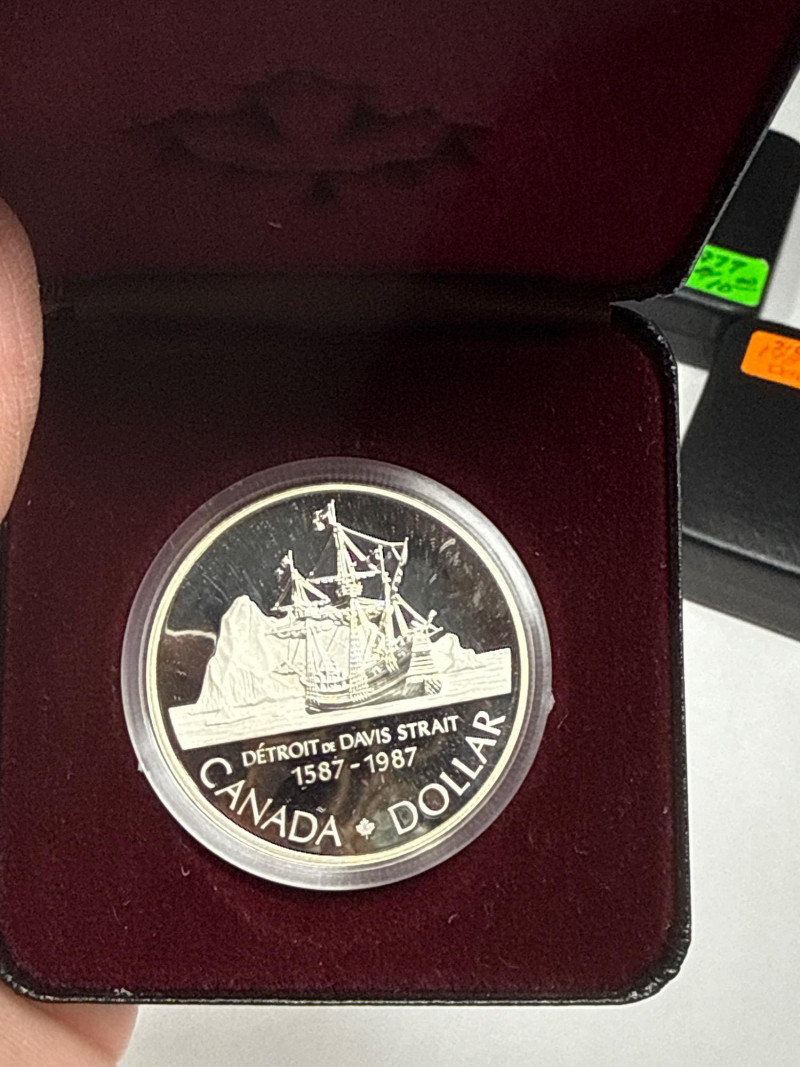 DÉTROIT DE DAVIS STRAIT
1587-1987
CANADA DOLLAR